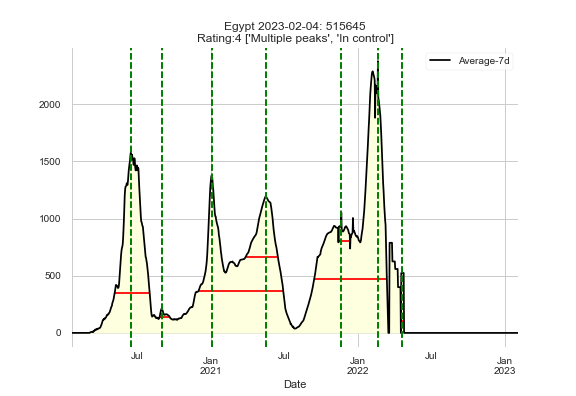 Egypt 2023-02-04: 515645
Rating:4 ['Multiple peaks', 'In control']
Average-7d
2000
1500
1000
500
0
Jul
Jan
2021
Jul
Jan
2022
Jul
Jan
2023
Date